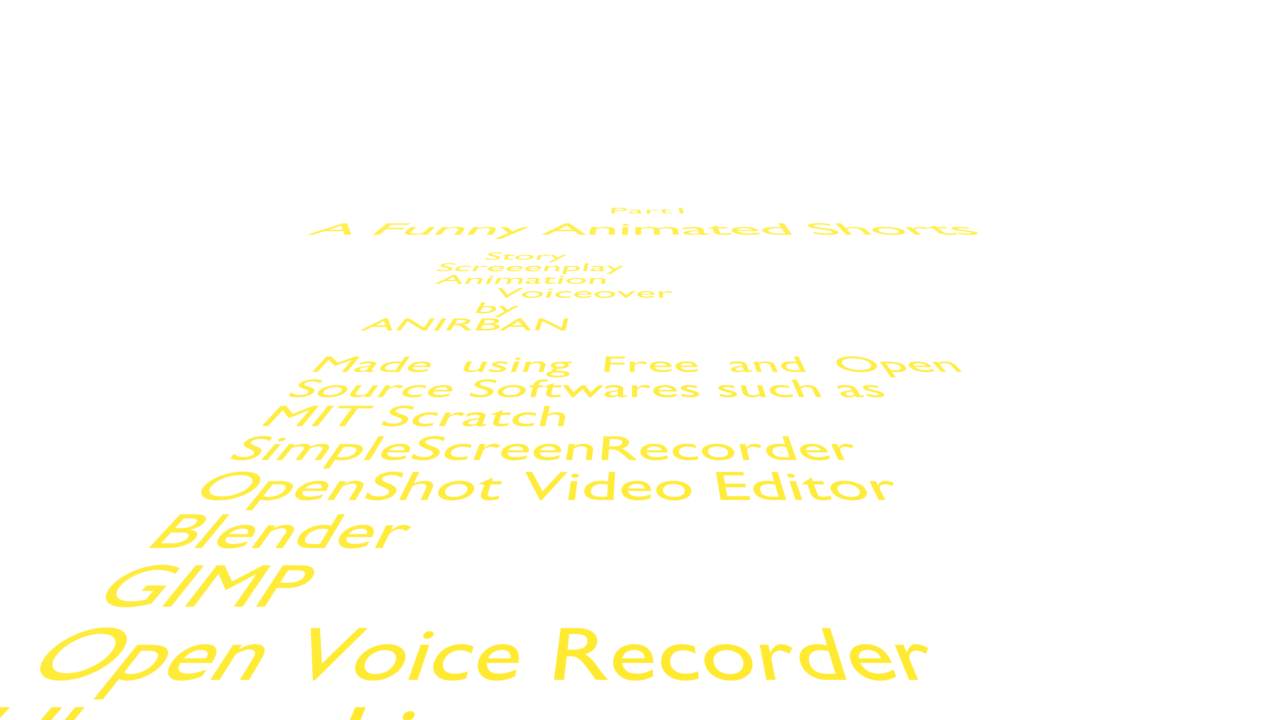 Part I
A Funny Animated Shorts
Story
Screeenplay
Animation
Voiceover
by
ANIRBAN
Made using Free and Open
Source Softwares such as
MIT Scratch
SimpleScreenRecorder
OpenShot Video Editor
Blender
GIMP
Open Voice Recorder